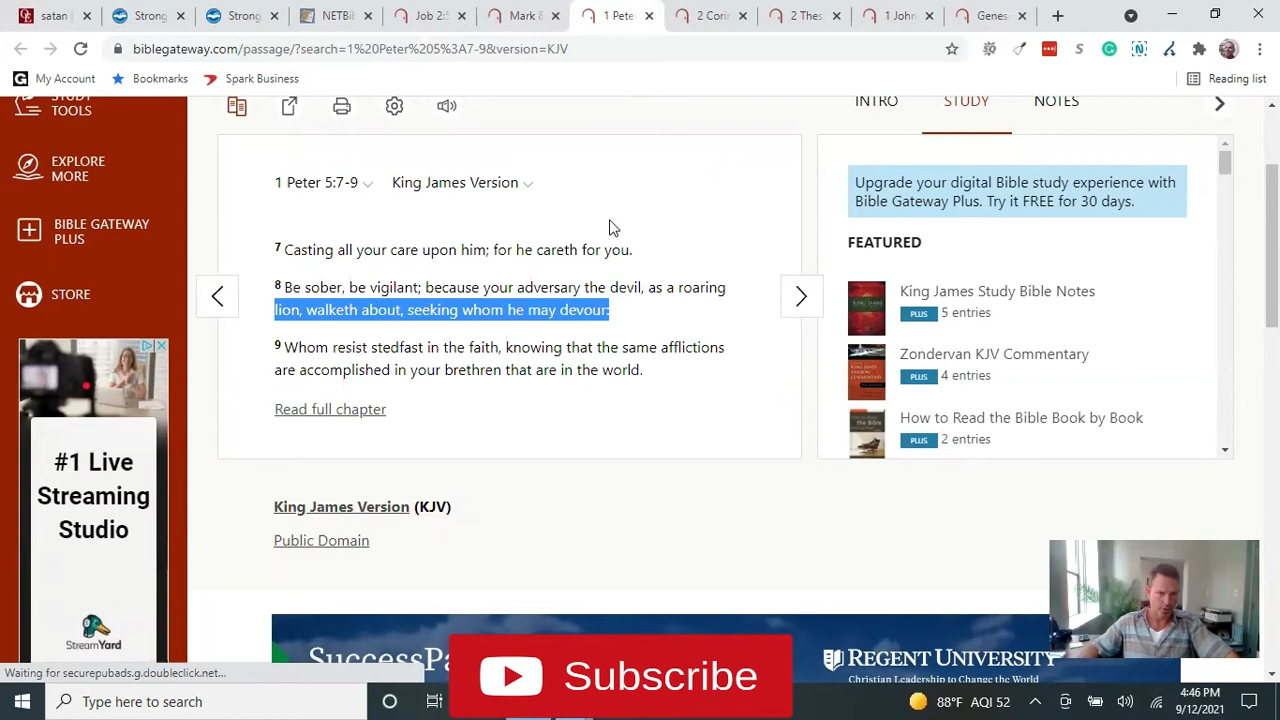 satan |
Strong
Strong
NETBi
Job 2:5
Mark 8
1 Peter
2 Corin
2 Thes
1 John
Genes
biblegateway.com/passage/?search=1%20Peter%205%3A7-9&version=KJV
My Account
Bookmarks
Spark Business
Reading list
STUDY
TOOLS
EXPLORE
MORE
BIBLE GATEWAY
PLUS
STORE
INTRO
STUDY
NOTES
1 Peter 5:7-9
King James Version
7 Casting all your care upon him; for he careth for you.
8 Be sober, be vigilant; because your adversary the devil, as a roaring
lion, walketh about, seeking whom he may devour:
9 Whom resist stedfast in the faith, knowing that the same afflictions
are accomplished in your brethren that are in the world.
Read full chapter
King James Version (KJV)
Public Domain
Upgrade your digital Bible study experience with
Bible Gateway Plus. Try it FREE for 30 days.
FEATURED
King James Study Bible Notes
PLUS 5 entries
Zondervan KJV Commentary
PLUS 4 entries
How to Read the Bible Book by Book
PLUS 2 entries
#1 Live
Streaming
Studio
StreamYard
SuccessPa
REGENT UNIVERSITY
Christian Leadership to Change the World
Subscribe
Waiting for securepubads.g.doubleclick.net...
Type here to search
88°F AQI 52
4:46 PM
9/12/2021